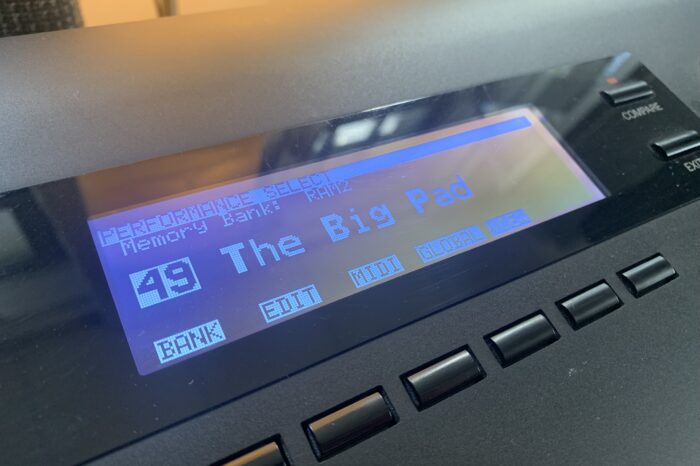 PERFORMANCE SELECT
Memory Bank: RAM2
49 The Big Pad
BANK EDIT MIDI GLOBAL
COMPARE